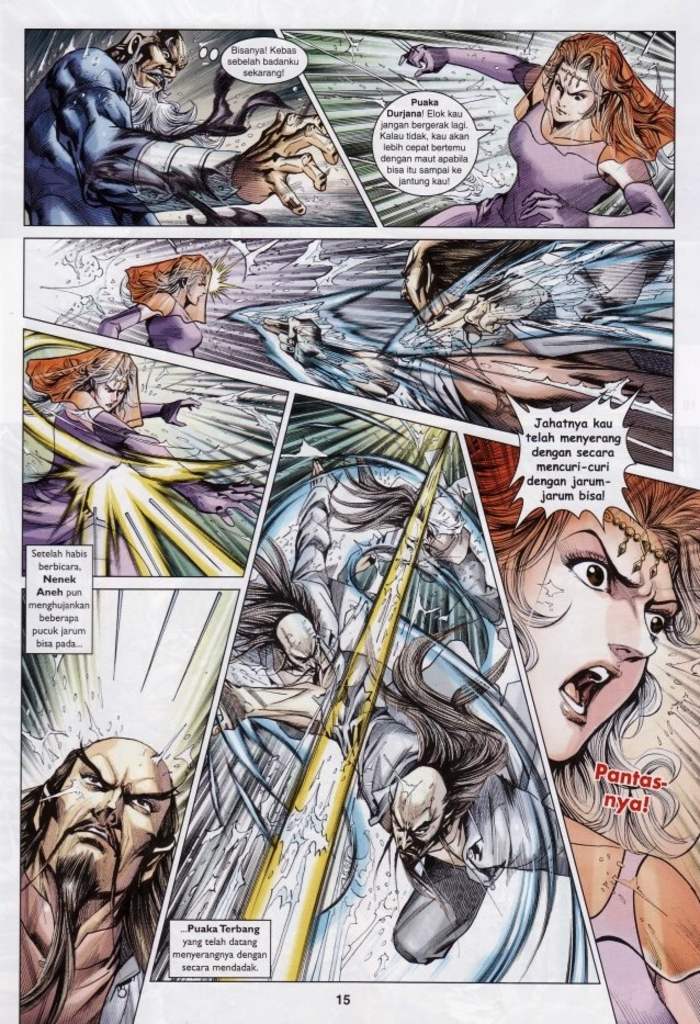 Bisanya! Kebas
seluruh badanku
sekarang!
Puaka
Durjana! Elok kau
jangan bergerak lagi.
Kalau tidak, kau akan
lebih cepat bertemu
dengan maut apabila
bisa itu sampai ke
jantung kau!
Jahatnya kau
telah menyerang
dengan secara
mencuri-curi
dengan jarum-
jarum bisa!
Setelah habis
berbicara,
Nenek
Aneh pun
menghujankan
beberapa
pucuk jarum
bisa pada...
Pantas-
nya!
...Puaka Terbang
yang telah datang
menyerangnya dengan
secara mendadak.
15